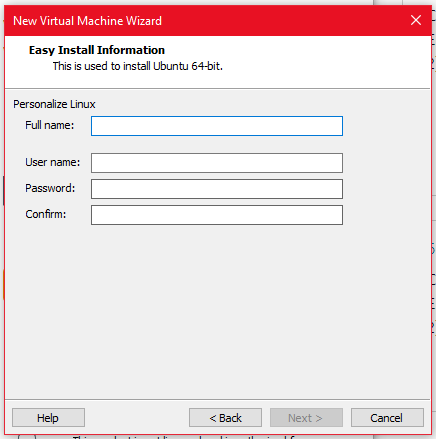 New Virtual Machine Wizard
Easy Install Information
This is used to install Ubuntu 64-bit.
Personalize Linux
Full name:
User name:
Password:
Confirm:
Help
< Back
Next >
Cancel